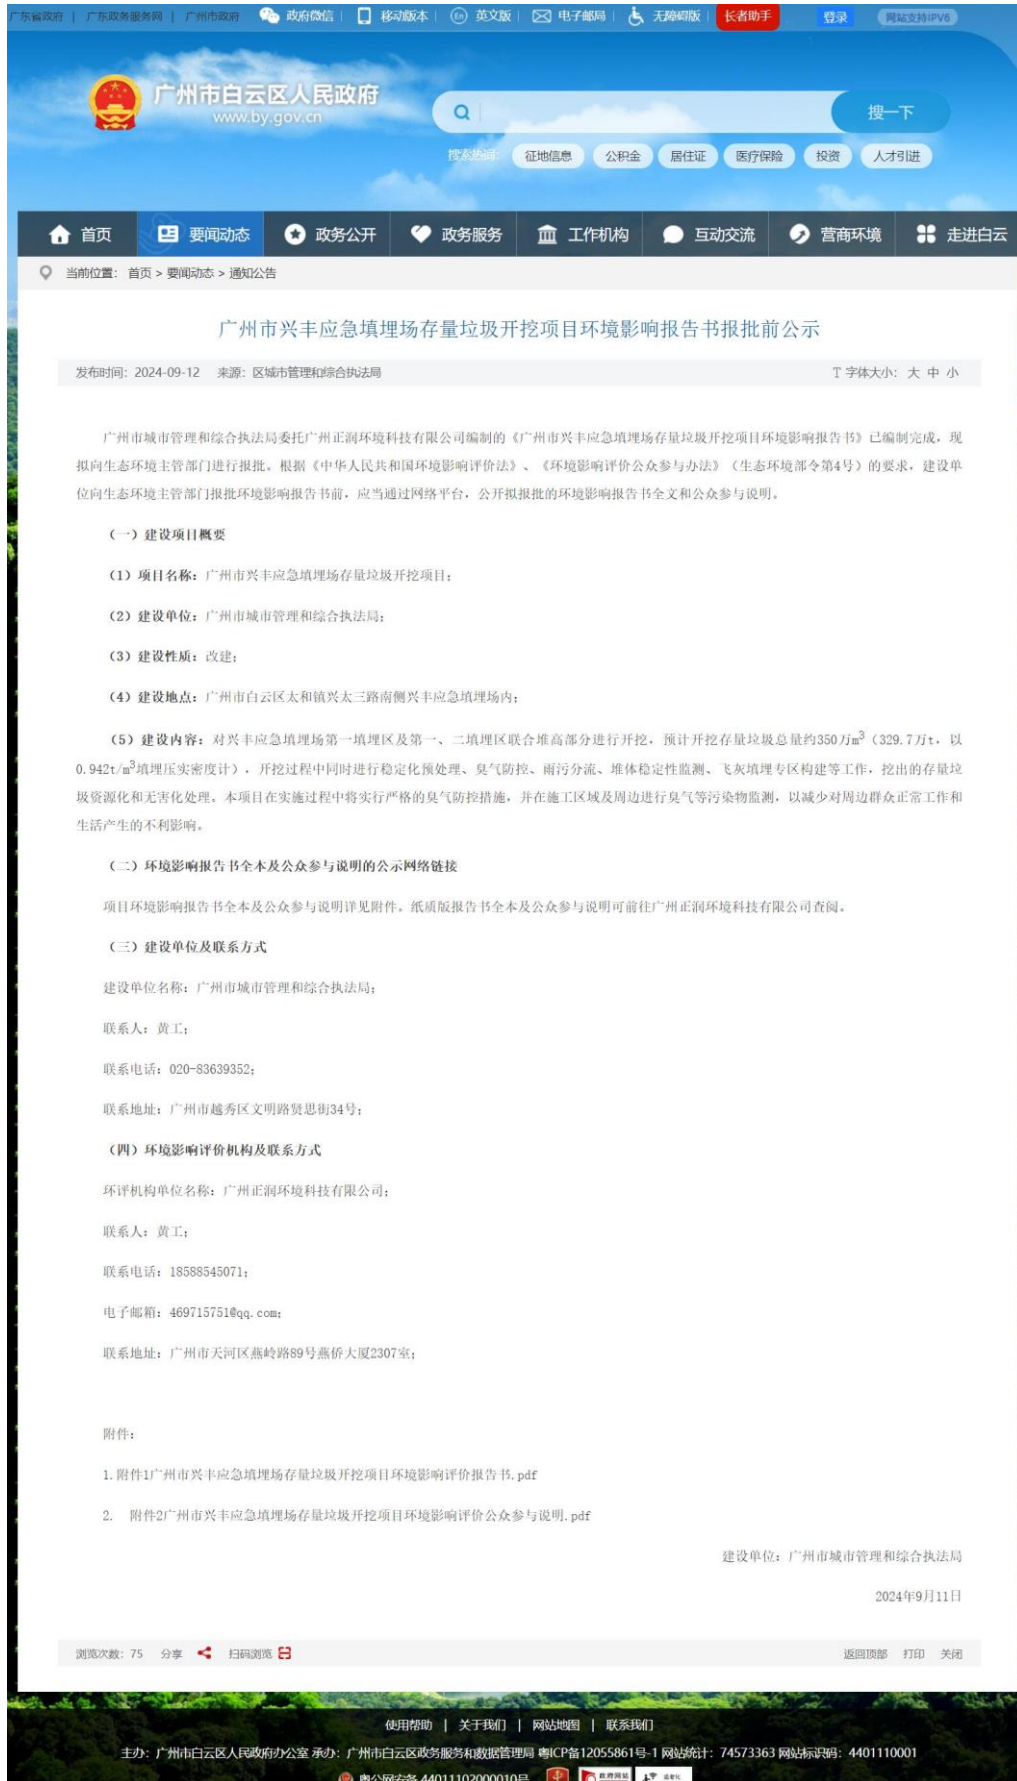 广东省政府 | 广东政务服务网 | 广州市政府 政府微信 | 移动版本 | En 英文版 | 电子邮局 | 无障碍版 | 长者助手 登录 网站支持IPV6
广州市白云区人民政府
www.by.gov.cn
搜一下
搜索热词: 征地信息 公积金 居住证 医疗保险 投资 人才引进
首页 要闻动态 政务公开 政务服务 工作机构 互动交流 营商环境 走进白云
当前位置: 首页 > 要闻动态 > 通知公告
广州市兴丰应急填埋场存量垃圾开挖项目环境影响报告书报批前公示
发布时间: 2024-09-12 来源: 区城市管理和综合执法局 T 字体大小: 大 中 小
广州市城市管理和综合执法局委托广州正润环境科技有限公司编制的《广州市兴丰应急填埋场存量垃圾开挖项目环境影响报告书》已编制完成，现
拟向生态环境主管部门进行报批。根据《中华人民共和国环境影响评价法》、《环境影响评价公众参与办法》（生态环境部令第4号）的要求，建设单
位向生态环境主管部门报批环境影响报告书前，应当通过网络平台，公开拟报批的环境影响报告书全文和公众参与说明。
（一）建设项目概要
（1）项目名称：广州市兴丰应急填埋场存量垃圾开挖项目；
（2）建设单位：广州市城市管理和综合执法局；
（3）建设性质：改建；
（4）建设地点：广州市白云区太和镇兴太三路南侧兴丰应急填埋场内；
（5）建设内容：对兴丰应急填埋场第一填埋区及第一、二填埋区联合堆高部分进行开挖，预计开挖存量垃圾总量约350万m³（329.7万t，以
0.942t/m³填埋压实密度计），开挖过程中同时进行稳定化预处理、臭气防控、雨污分流、堆体稳定性监测、飞灰填埋专区构建等工作，挖出的存量垃
圾资源化和无害化处理。本项目在实施过程中将实行严格的臭气防控措施，并在施工区域及周边进行臭气等污染物监测，以减少对周边群众正常工作和
生活产生的不利影响。
（二）环境影响报告书全本及公众参与说明的公示网络链接
项目环境影响报告书全本及公众参与说明详见附件。纸质版报告书全本及公众参与说明可前往广州正润环境科技有限公司查阅。
（三）建设单位及联系方式
建设单位名称：广州市城市管理和综合执法局；
联系人：黄工；
联系电话：020-83639352；
联系地址：广州市越秀区文明路贤思街34号；
（四）环境影响评价机构及联系方式
环评机构单位名称：广州正润环境科技有限公司；
联系人：黄工；
联系电话：18588545071；
电子邮箱：469715751@qq.com；
联系地址：广州市天河区燕岭路89号燕侨大厦2307室；
附件：
1.附件1广州市兴丰应急填埋场存量垃圾开挖项目环境影响评价报告书.pdf
2. 附件2广州市兴丰应急填埋场存量垃圾开挖项目环境影响评价公众参与说明.pdf
建设单位：广州市城市管理和综合执法局
2024年9月11日
浏览次数: 75 分享 扫码浏览 返回顶部 打印 关闭
使用帮助 | 关于我们 | 网站地图 | 联系我们
主办: 广州市白云区人民政府办公室 承办: 广州市白云区政务服务和数据管理局 粤ICP备12055861号-1 网站统计: 74573363 网站标识码: 4401110001
粤公网安备 44011102000010号 政府网站